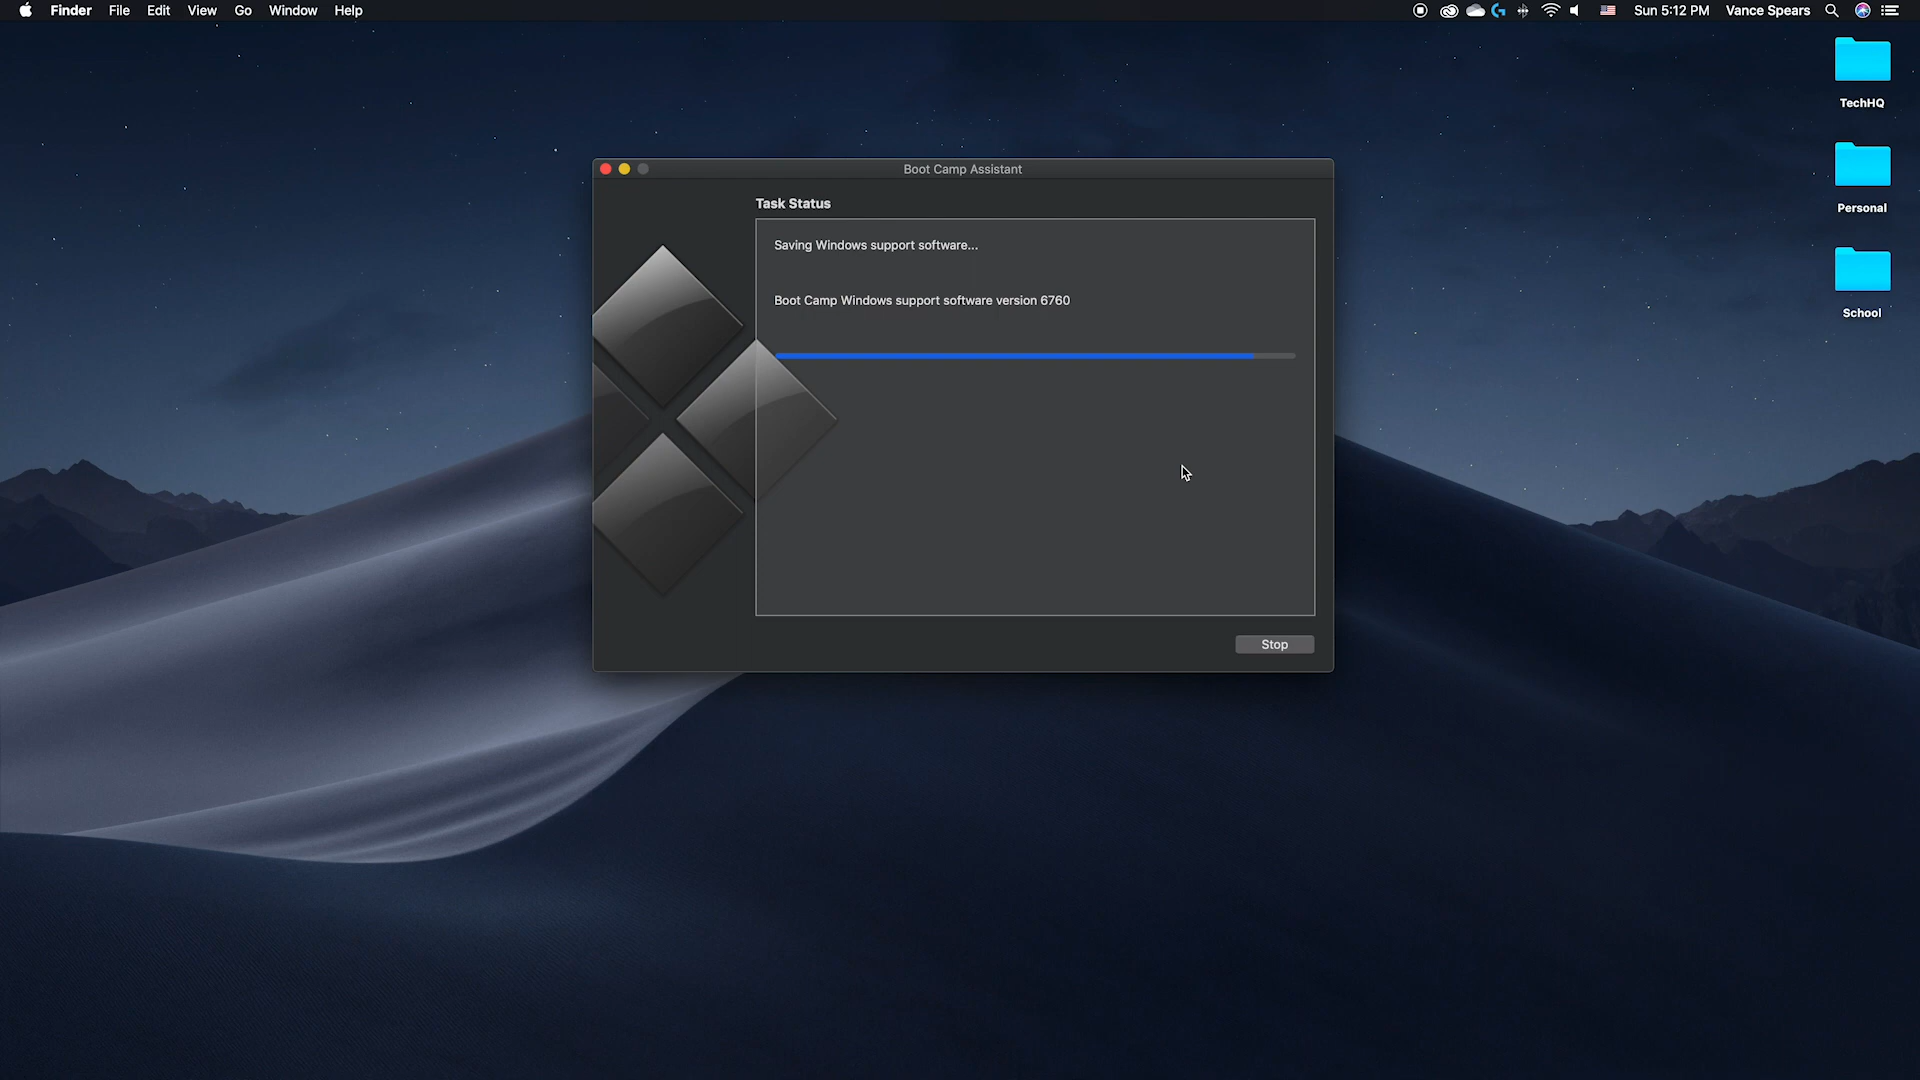 Finder File Edit View Go Window Help Sun 5:12 PM Vance Spears
TechHQ
Personal
School
Boot Camp Assistant
Task Status
Saving Windows support software...
Boot Camp Windows support software version 6760
Stop